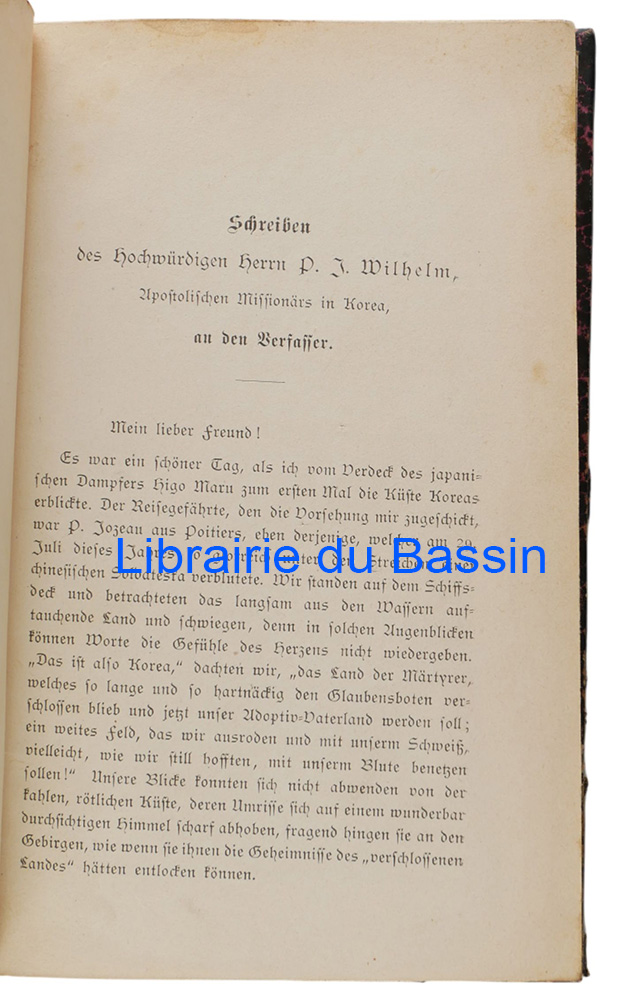 Schreiben
des Hochwürdigen Herrn P. J. Wilhelm,
Apostolischen Missionärs in Korea,
an den Verfasser.
Mein lieber Freund!
Es war ein schöner Tag, als ich vom Verdeck des japani-
schen Dampfers Higo Maru zum ersten Mal die Küste Koreas
erblickte. Der Reisegefährte, den die Vorsehung mir zugeschickt,
war P. Jozeau aus Poitiers, eben derjenige, welcher am 29.
Juli dieses Jahres so unter den Streichen einer
Librairie du Bassin
chinesischen Soldateska verblutete. Wir standen auf dem Schiffs-
deck und betrachteten das langsam aus den Wassern auf-
tauchende Land und schwiegen, denn in solchen Augenblicken
können Worte die Gefühle des Herzens nicht wiedergeben.
„Das ist also Korea,“ dachten wir, „das Land der Märtyrer,
welches so lange und so hartnäckig den Glaubensboten ver-
schlossen blieb und jetzt unser Adoptiv-Vaterland werden soll;
ein weites Feld, das wir ausroden und mit unserm Schweiß,
vielleicht, wie wir still hofften, mit unserm Blute benetzen
sollen!“ Unsere Blicke konnten sich nicht abwenden von der
kahlen, rötlichen Küste, deren Umrisse sich auf einem wunderbar
durchsichtigen Himmel scharf abhoben, fragend hingen sie an den
Gebirgen, wie wenn sie ihnen die Geheimnisse des „verschlossenen
Landes“ hätten entlocken können.